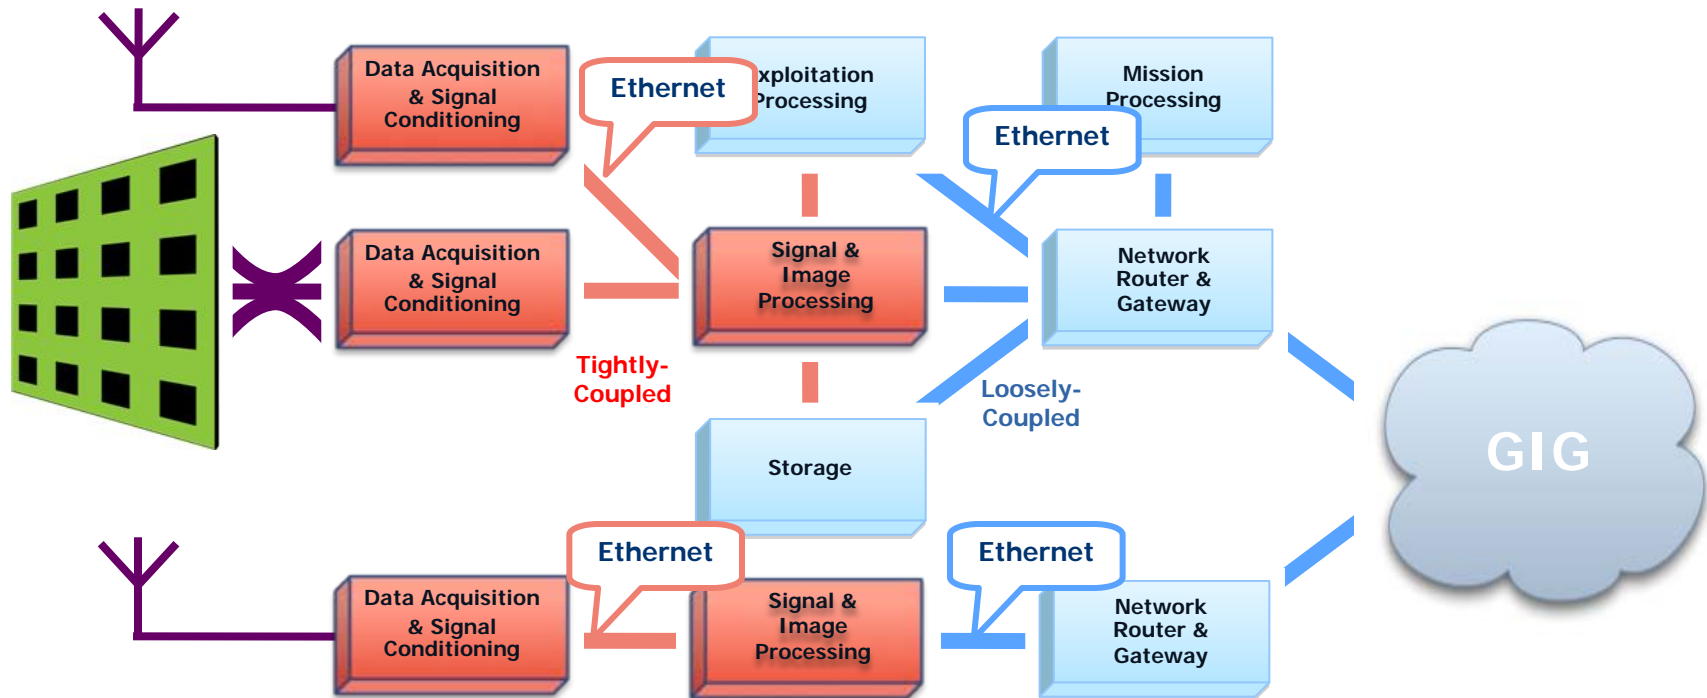 Data Acquisition
& Signal
Conditioning
Ethernet
xploitation
rocessing
Mission
Processing
Ethernet
Data Acquisition
& Signal
Conditioning
Signal &
Image
Processing
Network
Router &
Gateway
Tightly-
Coupled
Loosely-
Coupled
GIG
Storage
Ethernet
Ethernet
Data Acquisition
& Signal
Conditioning
Signal &
Image
Processing
Network
Router &
Gateway